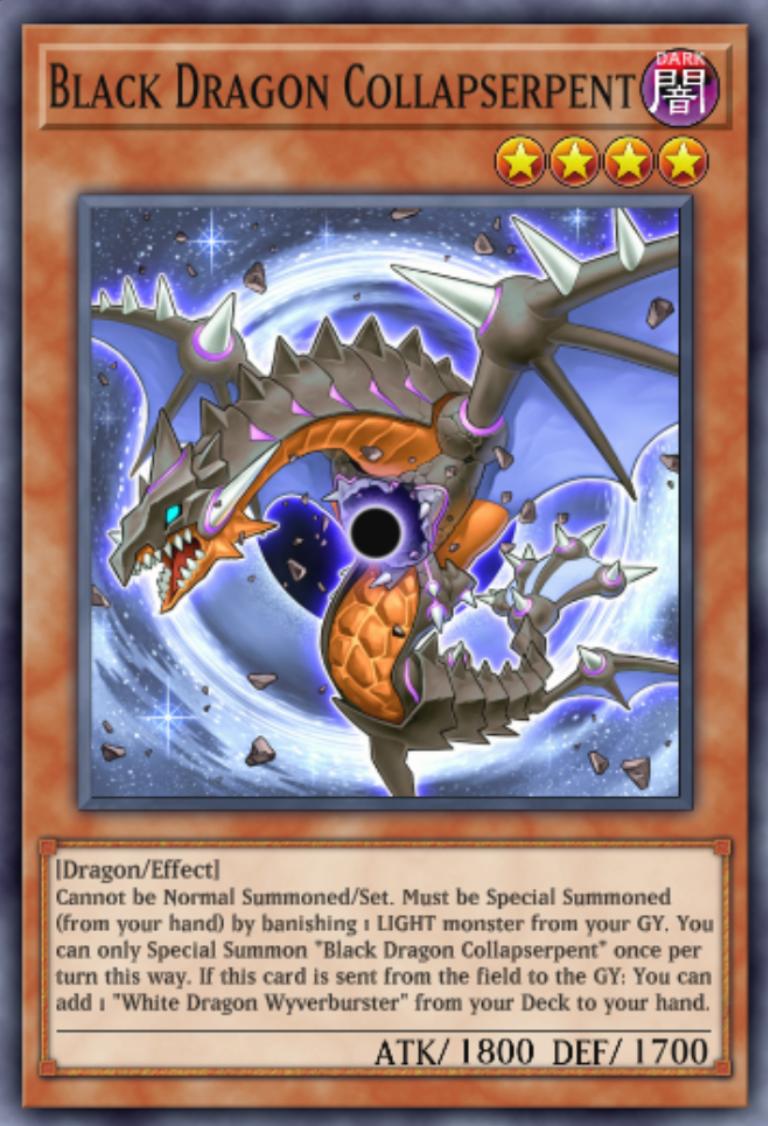 BLACK DRAGON COLLAPSERPENT
DARK
闇
[Dragon/Effect]
Cannot be Normal Summoned/Set. Must be Special Summoned
(from your hand) by banishing 1 LIGHT monster from your GY. You
can only Special Summon "Black Dragon Collapserpent" once per
turn this way. If this card is sent from the field to the GY: You can
add 1 "White Dragon Wyverburster" from your Deck to your hand.
ATK/ 1800 DEF/ 1700